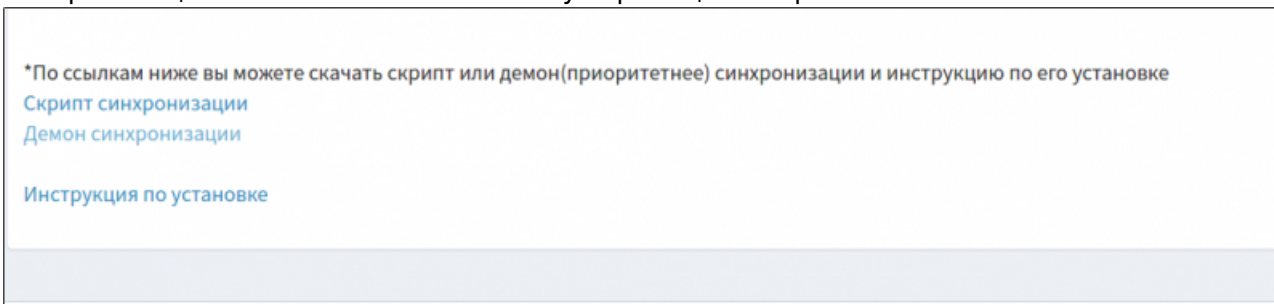 *По ссылкам ниже вы можете скачать скрипт или демон(приоритетнее) синхронизации и инструкцию по его установке
Скрипт синхронизации
Демон синхронизации
Инструкция по установке